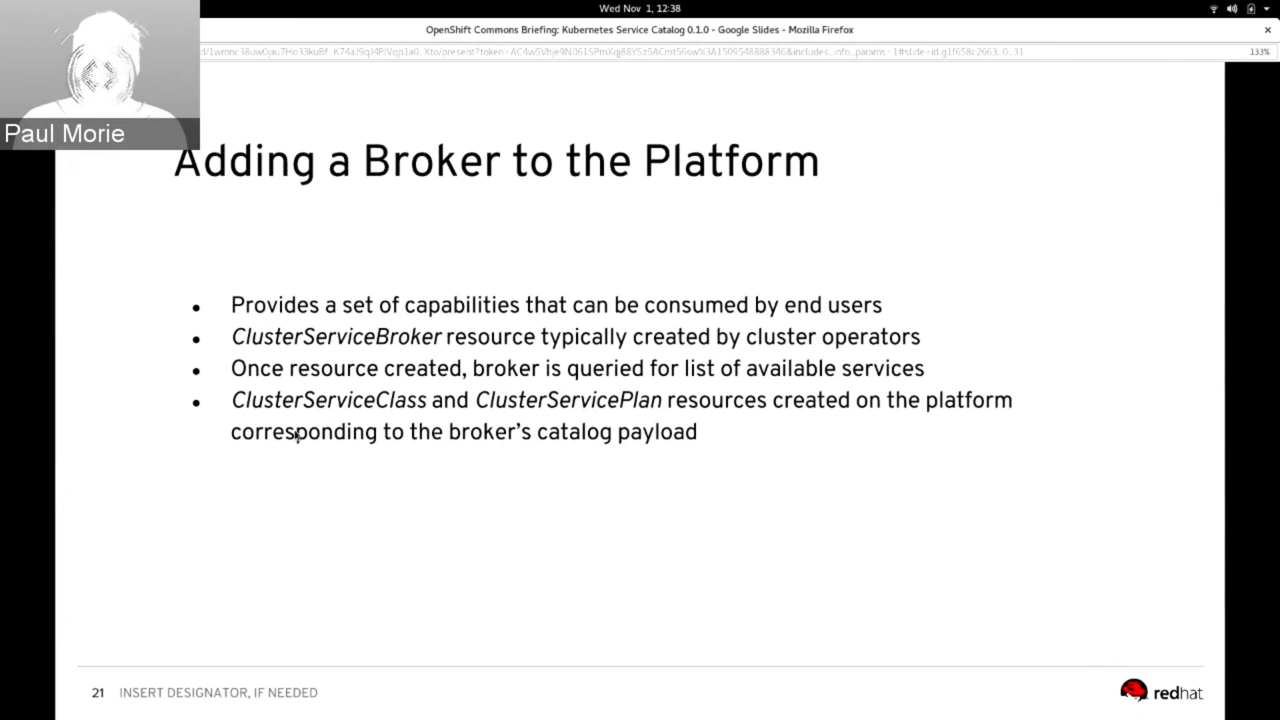 Wed Nov 1, 12:38
OpenShift Commons Briefing: Kubernetes Service Catalog 0.1.0 - Google Slides - Mozilla Firefox
133%
Paul Morie
Adding a Broker to the Platform
Provides a set of capabilities that can be consumed by end users
ClusterServiceBroker resource typically created by cluster operators
Once resource created, broker is queried for list of available services
ClusterServiceClass and ClusterServicePlan resources created on the platform
corresponding to the broker's catalog payload
21 INSERT DESIGNATOR, IF NEEDED
redhat